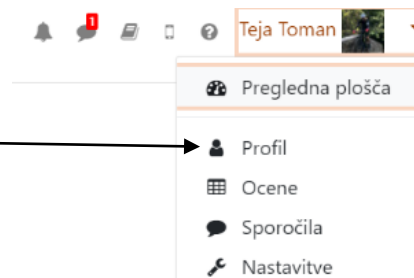 1
Teja Toman
Pregledna plošča
Profil
Ocene
Sporočila
Nastavitve